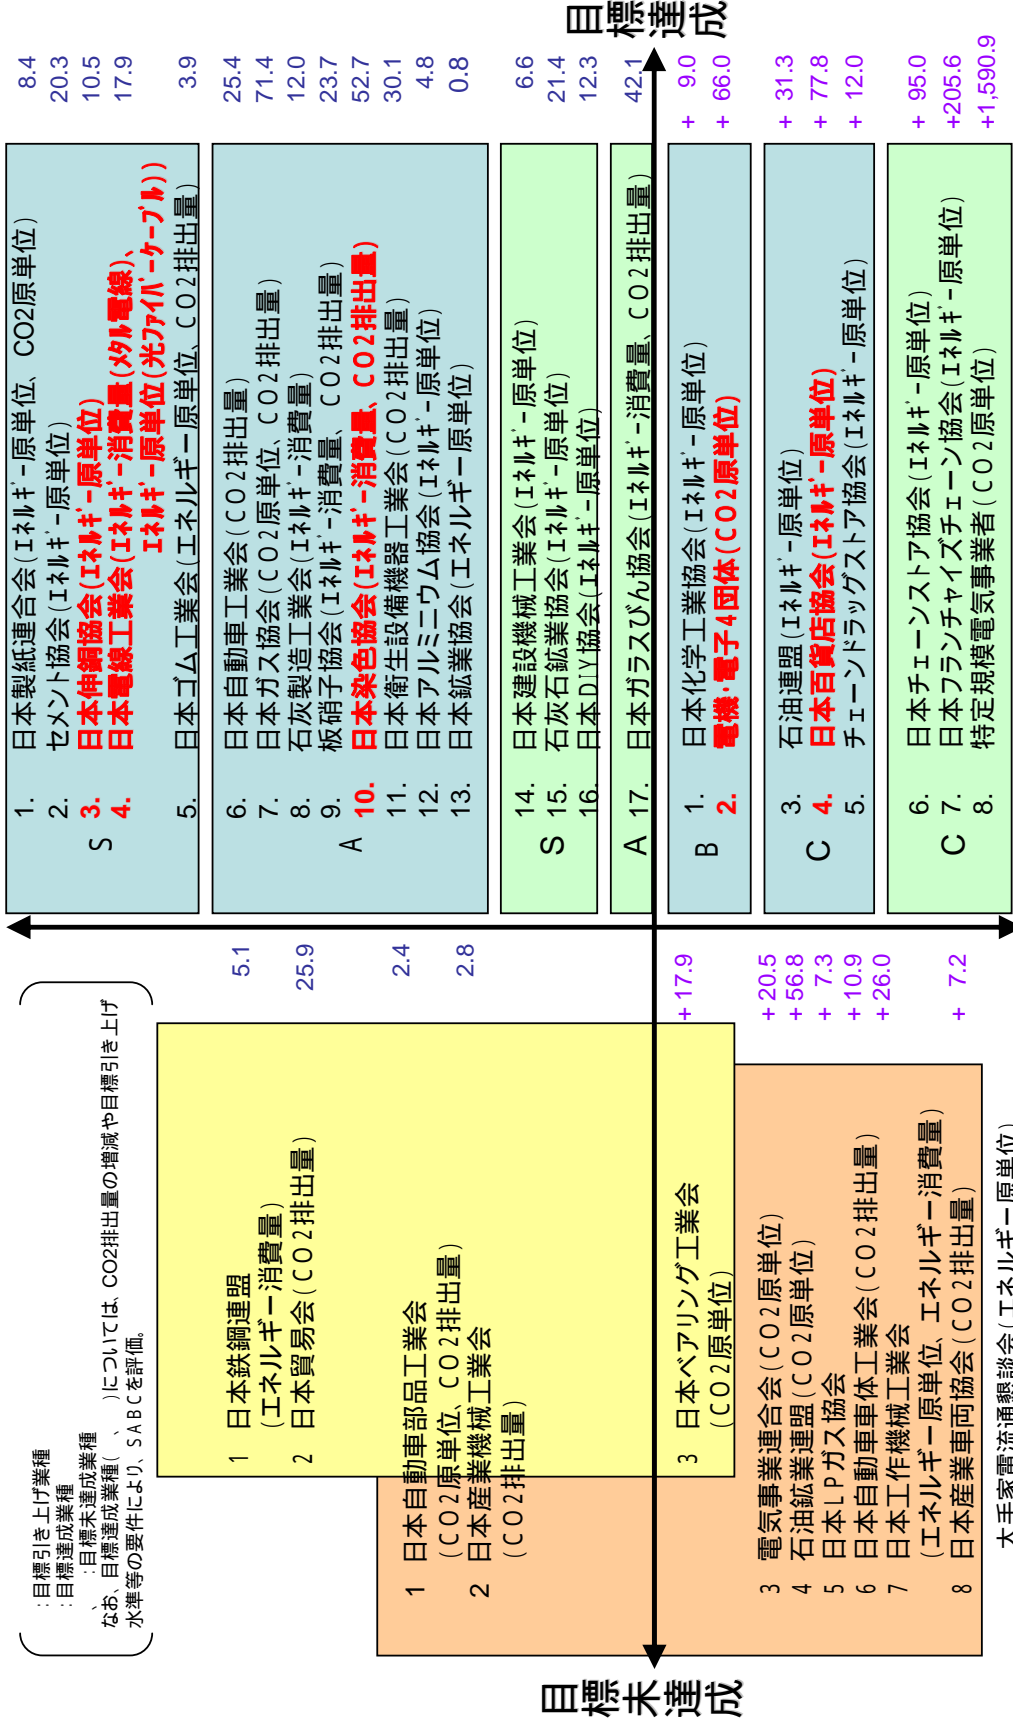 目標達成
1. 日本製紙連合会(エネルギー原単位、CO2原単位) 8.4
2. セメント協会(エネルギー原単位) 20.3
3. 日本伸銅協会(エネルギー原単位) 10.5
4. 日本電線工業会(エネルギー消費量(メタル電線)、 17.9
エネルギー原単位(光ファイバーケーブル))
5. 日本ゴム工業会(エネルギー原単位、CO2排出量) 3.9
S
6. 日本自動車工業会(CO2排出量) 25.4
7. 日本ガス協会(CO2原単位、CO2排出量) 71.4
8. 石灰製造工業会(エネルギー消費量) 12.0
9. 板硝子協会(エネルギー消費量、CO2排出量) 23.7
10. 日本染色協会(エネルギー消費量、CO2排出量) 52.7
11. 日本衛生設備機器工業会(CO2排出量) 30.1
12. 日本アルミニウム協会(エネルギー原単位) 4.8
13. 日本鉱業協会(エネルギー原単位) 0.8
A
14. 日本建設機械工業会(エネルギー原単位) 6.6
15. 石灰石鉱業協会(エネルギー原単位) 21.4
16. 日本DIY協会(エネルギー原単位) 12.3
S
A 17. 日本ガラスびん協会(エネルギー消費量、CO2排出量) 42.1
1. 日本化学工業協会(エネルギー原単位) + 9.0
2. 電機・電子4団体(CO2原単位) + 66.0
B
3. 石油連盟(エネルギー原単位) + 31.3
4. 日本百貨店協会(エネルギー原単位) + 77.8
5. チェーンドラッグストア協会(エネルギー原単位) + 12.0
C
6. 日本チェーンストア協会(エネルギー原単位) + 95.0
7. 日本フランチャイズチェーン協会(エネルギー原単位) +205.6
8. 特定規模電気事業者(CO2原単位) +1,590.9
C
:目標引き上げ業種
:目標達成業種
、 :目標未達成業種
なお、目標達成業種( 、 )については、CO2排出量の増減や目標引き上げ
水準等の要件により、SABCを評価。
1 日本鉄鋼連盟 5.1
(エネルギー消費量)
2 日本貿易会(CO2排出量) 25.9
1 日本自動車部品工業会 2.4
(CO2原単位、CO2排出量)
2 日本産業機械工業会 2.8
(CO2排出量)
3 日本ベアリング工業会 +17.9
(CO2原単位)
3 電気事業連合会(CO2原単位) +20.5
4 石油鉱業連盟(CO2原単位) +56.8
5 日本LPガス協会 + 7.3
6 日本自動車車体工業会(CO2排出量) +10.9
7 日本工作機械工業会 +26.0
(エネルギー原単位、エネルギー消費量)
8 日本産業車両協会(CO2排出量) + 7.2
大手家電流通懇談会(エネルギー原単位)
目標未達成